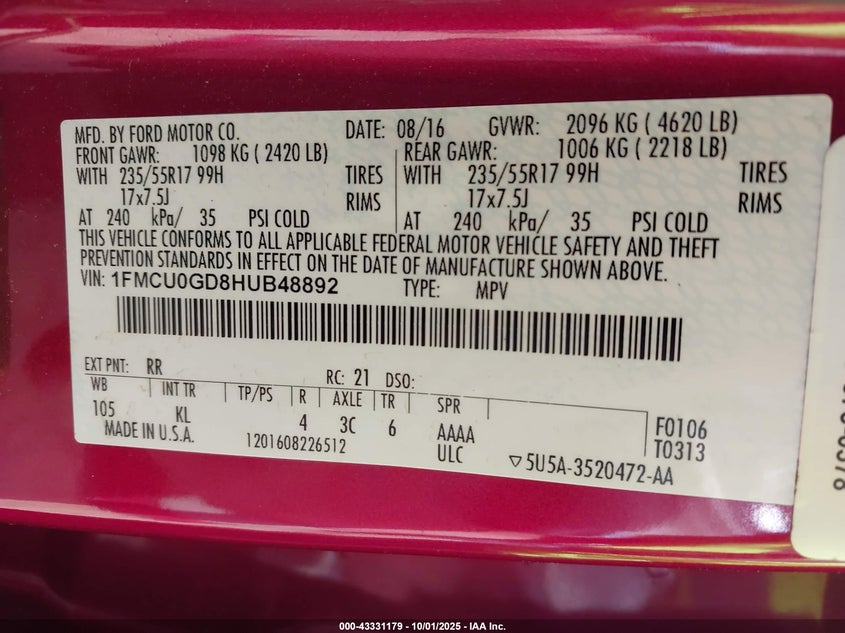 MFD. BY FORD MOTOR CO. DATE: 08/16 GVWR: 2096 KG ( 4620 LB)
FRONT GAWR: 1098 KG ( 2420 LB) REAR GAWR: 1006 KG ( 2218 LB)
WITH 235/55R17 99H TIRES WITH 235/55R17 99H TIRES
17x7.5J RIMS 17x7.5J RIMS
AT 240 kPa/ 35 PSI COLD AT 240 kPa/ 35 PSI COLD
THIS VEHICLE CONFORMS TO ALL APPLICABLE FEDERAL MOTOR VEHICLE SAFETY AND THEFT
PREVENTION STANDARDS IN EFFECT ON THE DATE OF MANUFACTURE SHOWN ABOVE.
VIN: 1FMCU0GD8HUB48892 TYPE: MPV
EXT PNT: RR RC: 21 DSO:
WB INT TR TP/PS R AXLE TR SPR
105 KL 4 3C 6 AAAA F0106
MADE IN U.S.A. 1201608226512 ULC T0313
▽5U5A-3520472-AA
000-43331179 - 10/01/2025 - IAA Inc.